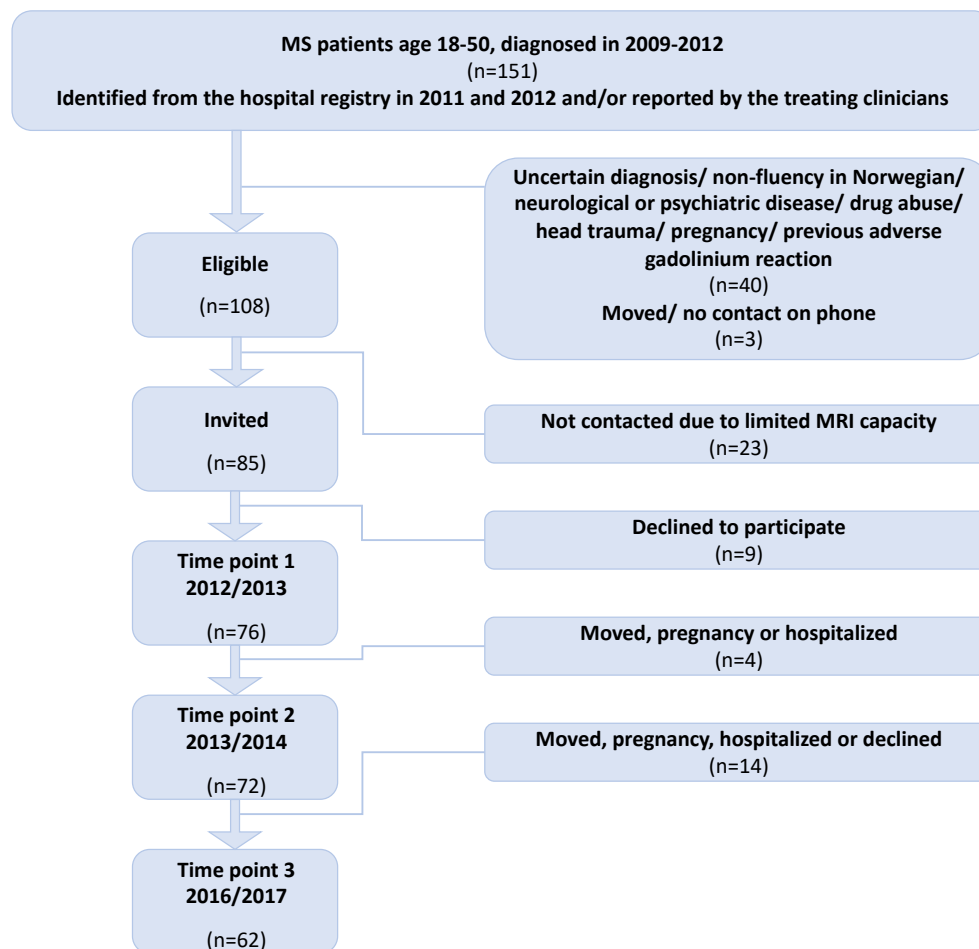 MS patients age 18-50, diagnosed in 2009-2012
(n=151)
Identified from the hospital registry in 2011 and 2012 and/or reported by the treating clinicians
Uncertain diagnosis/ non-fluency in Norwegian/
neurological or psychiatric disease/ drug abuse/
head trauma/ pregnancy/ previous adverse
gadolinium reaction
(n=40)
Moved/ no contact on phone
(n=3)
Eligible
(n=108)
Not contacted due to limited MRI capacity
(n=23)
Invited
(n=85)
Declined to participate
(n=9)
Time point 1
2012/2013
(n=76)
Moved, pregnancy or hospitalized
(n=4)
Time point 2
2013/2014
(n=72)
Moved, pregnancy, hospitalized or declined
(n=14)
Time point 3
2016/2017
(n=62)